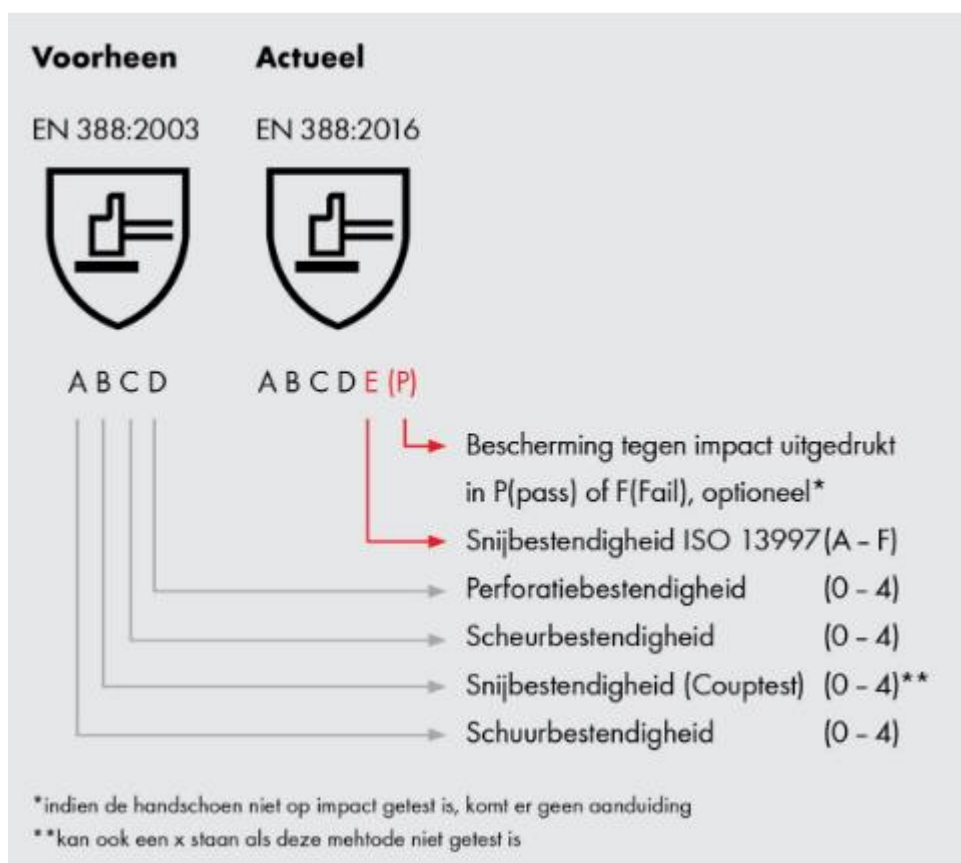 Voorheen Actueel
EN 388:2003 EN 388:2016
A B C D A B C D E (P)
Bescherming tegen impact uitgedrukt
in P(pass) of F(Fail), optioneel*
Snijbestendigheid ISO 13997 (A – F)
Perforatiebestendigheid (0 – 4)
Scheurbestendigheid (0 – 4)
Snijbestendigheid (Couptest) (0 – 4)**
Schuurbestendigheid (0 – 4)
*indien de handschoen niet op impact getest is, komt er geen aanduiding
**kan ook een x staan als deze mehtode niet getest is